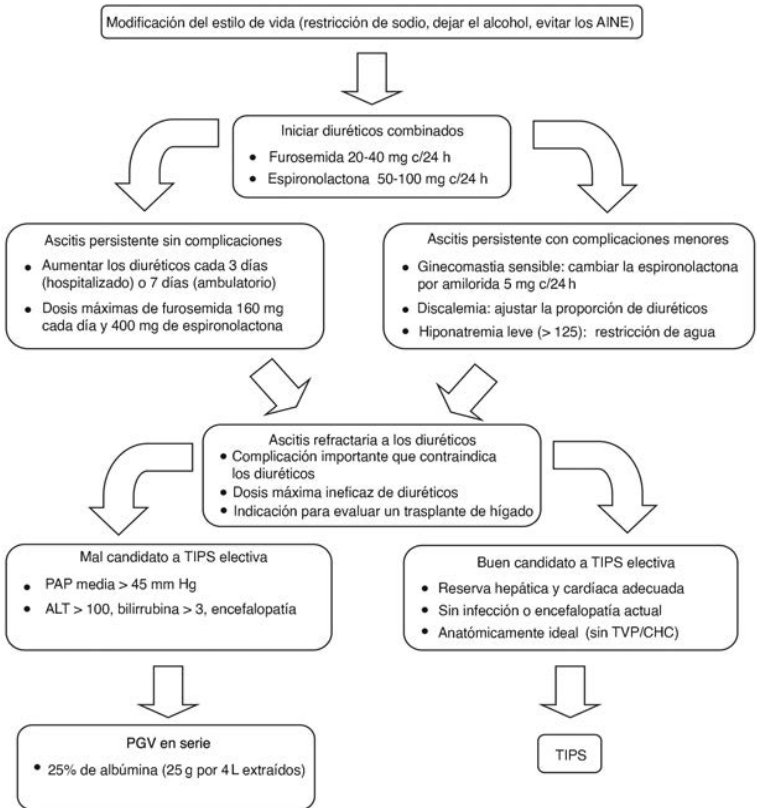 Modificación del estilo de vida (restricción de sodio, dejar el alcohol, evitar los AINE)
Iniciar diuréticos combinados
• Furosemida 20-40 mg c/24 h
• Espironolactona 50-100 mg c/24 h
Ascitis persistente sin complicaciones
• Aumentar los diuréticos cada 3 días
(hospitalizado) o 7 días (ambulatorio)
• Dosis máximas de furosemida 160 mg
cada día y 400 mg de espironolactona
Ascitis persistente con complicaciones menores
• Ginecomastia sensible: cambiar la espironolactona
por amilorida 5 mg c/24 h
• Discalemia: ajustar la proporción de diuréticos
• Hiponatremia leve (> 125): restricción de agua
Ascitis refractaria a los diuréticos
• Complicación importante que contraindica
los diuréticos
• Dosis máxima ineficaz de diuréticos
• Indicación para evaluar un trasplante de hígado
Mal candidato a TIPS electiva
• PAP media > 45 mm Hg
• ALT > 100, bilirrubina > 3, encefalopatía
Buen candidato a TIPS electiva
• Reserva hepática y cardíaca adecuada
• Sin infección o encefalopatía actual
• Anatómicamente ideal (sin TVP/CHC)
PGV en serie
• 25% de albúmina (25 g por 4 L extraídos)
TIPS